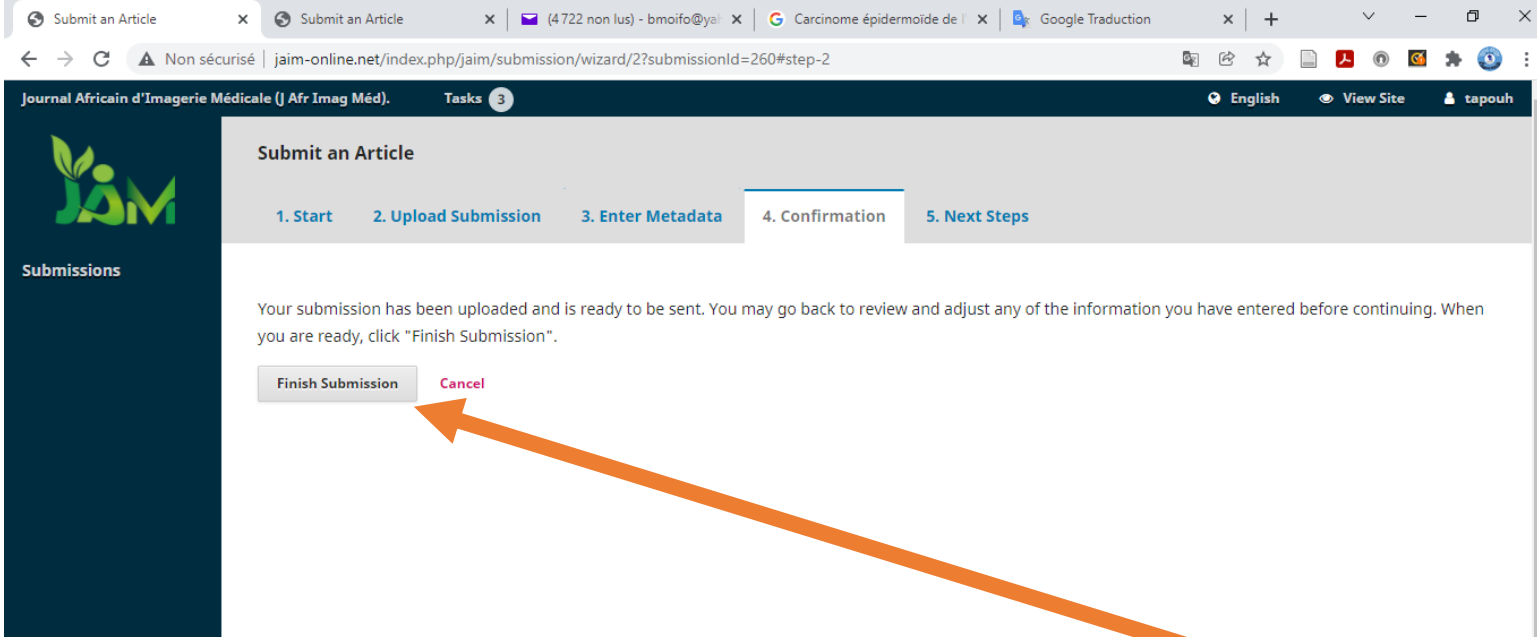 Submit an Article
Submit an Article
(4 722 non lus) - bmoifo@yah
Carcinome épidermoïde de l'
Google Traduction
Non sécurisé
jaim-online.net/index.php/jaim/submission/wizard/2?submissionId=260#step-2
Journal Africain d'Imagerie Médicale (J Afr Imag Méd).
Tasks 3
English
View Site
tapouh
JAIM
Submit an Article
1. Start
2. Upload Submission
3. Enter Metadata
4. Confirmation
5. Next Steps
Submissions
Your submission has been uploaded and is ready to be sent. You may go back to review and adjust any of the information you have entered before continuing. When
you are ready, click "Finish Submission".
Finish Submission
Cancel